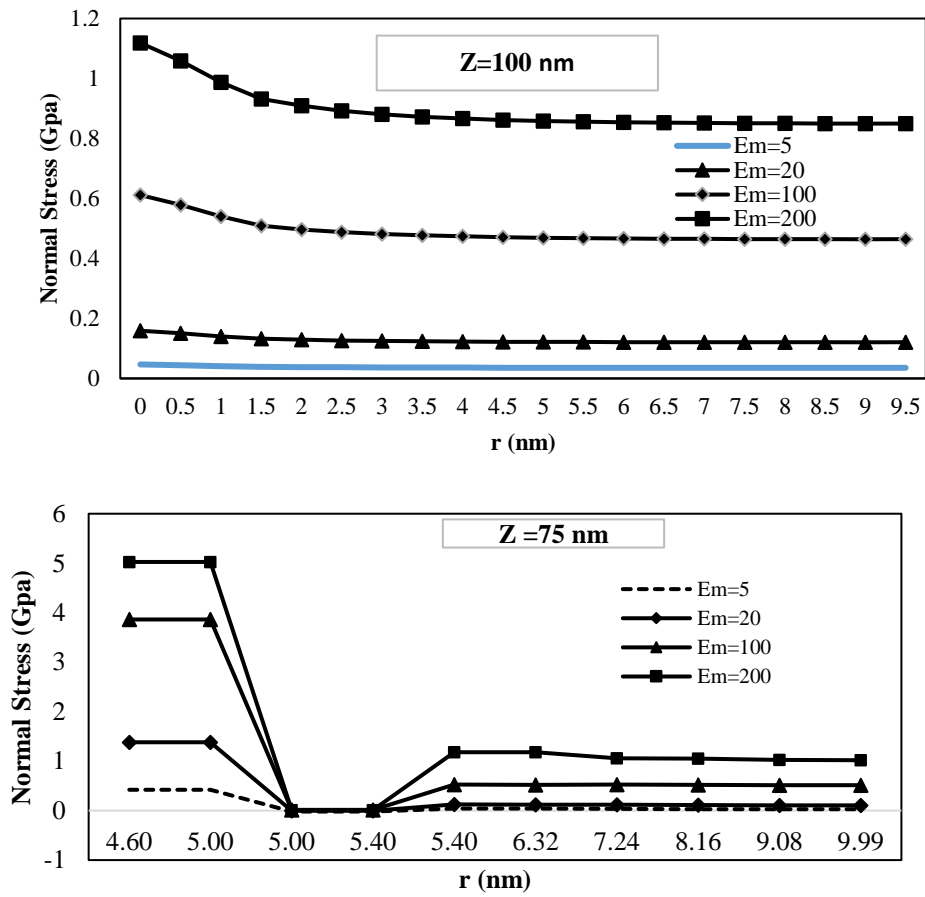 1.2
1
0.8
0.6
0.4
0.2
0
Normal Stress (Gpa)
Z=100 nm
Em=5
Em=20
Em=100
Em=200
0 0.5 1 1.5 2 2.5 3 3.5 4 4.5 5 5.5 6 6.5 7 7.5 8 8.5 9 9.5
r (nm)
6
5
4
3
2
1
0
-1
Normal Stress (Gpa)
Z =75 nm
Em=5
Em=20
Em=100
Em=200
4.60 5.00 5.00 5.40 5.40 6.32 7.24 8.16 9.08 9.99
r (nm)